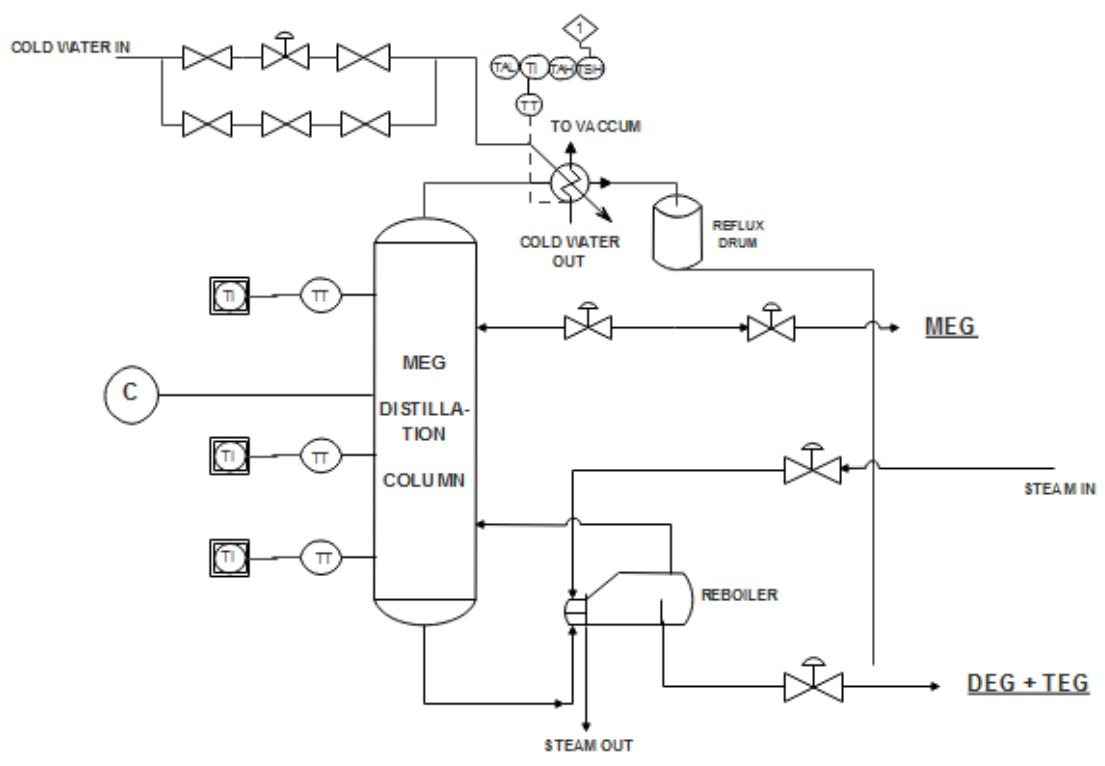 1
COLD WATER IN
TAL TI TAH TSH
TT
TO VACCUM
REFLUX
DRUM
COLD WATER
OUT
TI TT
MEG
MEG
C
DISTILLA-
TION
TI TT
COLUMN
STEAM IN
TI TT
REBOILER
DEG + TEG
STEAM OUT